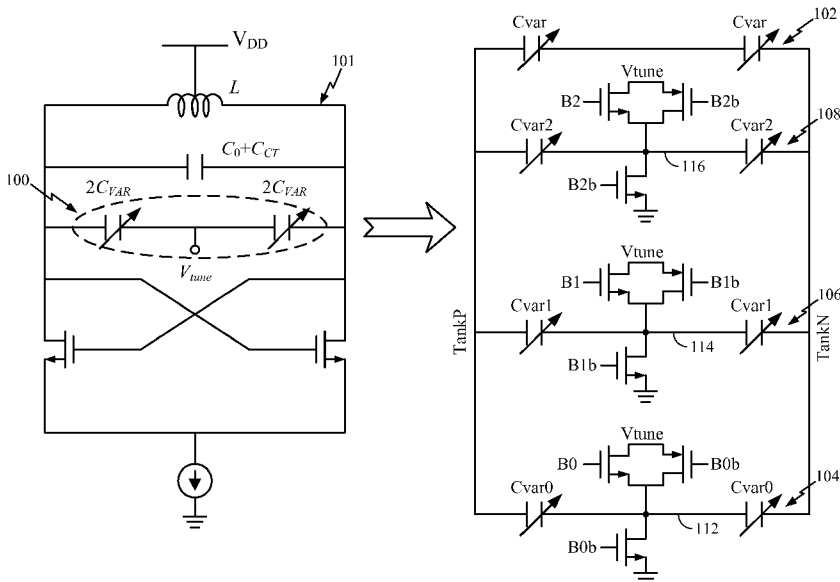 V_DD
L
101
C_0+C_CT
100
2C_VAR 2C_VAR
V_tune
Cvar Cvar
102
Vtune
B2 B2b
108
Cvar2 Cvar2
116
B2b
Vtune
B1 B1b
106
Cvar1 Cvar1
114
TankP
TankN
B1b
Vtune
B0 B0b
104
Cvar0 Cvar0
112
B0b